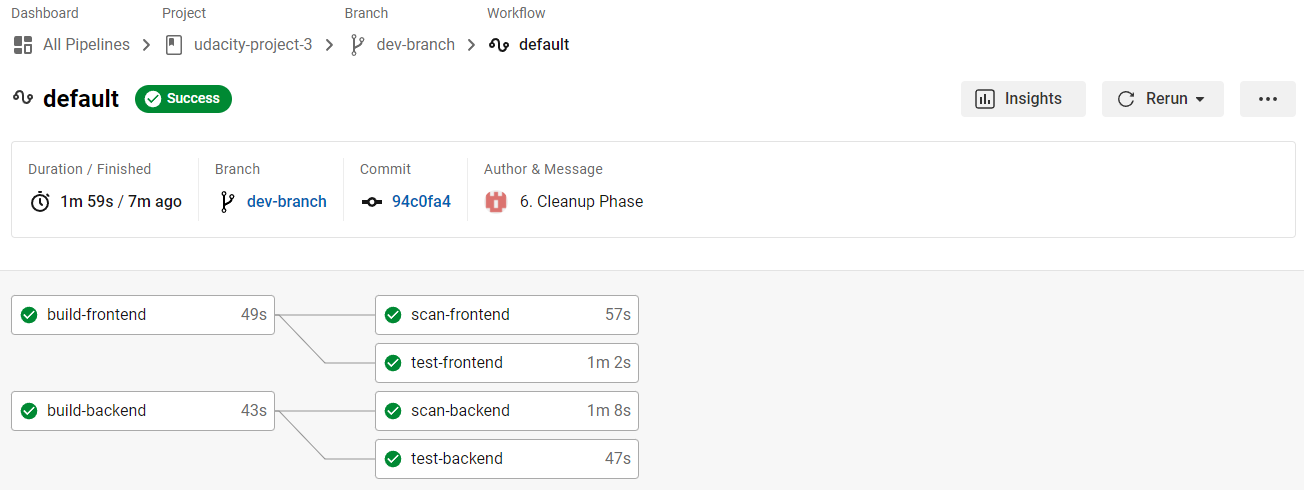 Dashboard Project Branch Workflow
All Pipelines udacity-project-3 dev-branch default
default Success Insights Rerun
Duration / Finished Branch Commit Author & Message
1m 59s / 7m ago dev-branch 94c0fa4 6. Cleanup Phase
build-frontend 49s scan-frontend 57s
test-frontend 1m 2s
build-backend 43s scan-backend 1m 8s
test-backend 47s